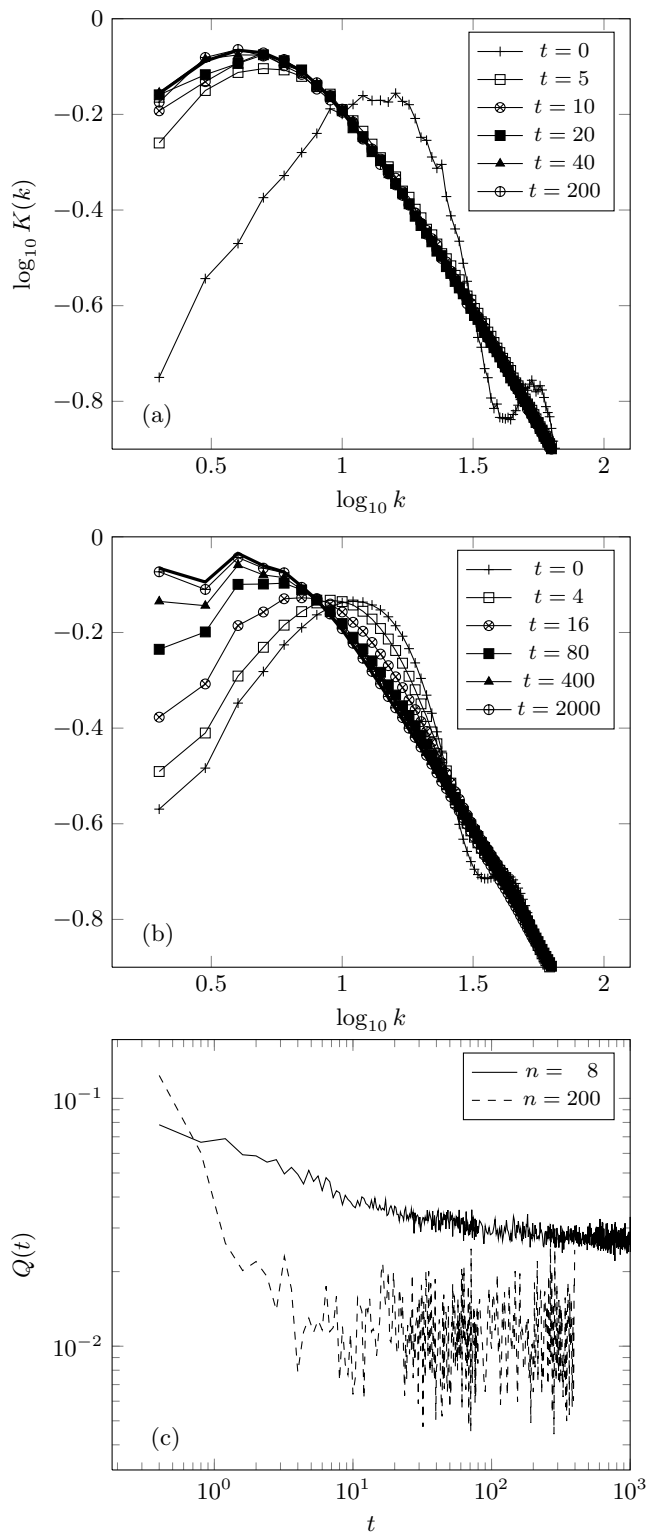 0
−0.2
−0.4
−0.6
−0.8
log₁₀ K(k)
t = 0
t = 5
t = 10
t = 20
t = 40
t = 200
(a)
0.5 1 1.5 2
log₁₀ k
0
−0.2
−0.4
−0.6
−0.8
t = 0
t = 4
t = 16
t = 80
t = 400
t = 2000
(b)
0.5 1 1.5 2
log₁₀ k
10⁻¹
10⁻²
Q(t)
n = 8
n = 200
(c)
10⁰ 10¹ 10² 10³
t